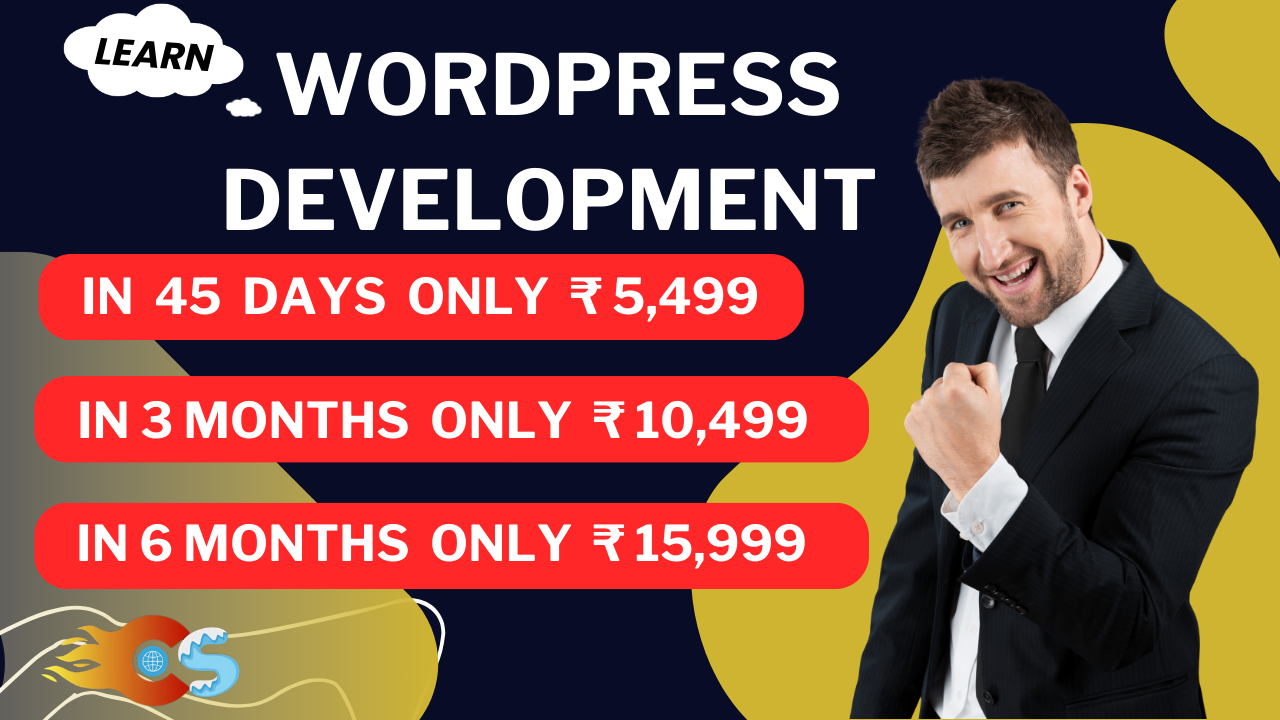 LEARN
WORDPRESS
DEVELOPMENT
IN 45 DAYS ONLY ₹ 5,499
IN 3 MONTHS ONLY ₹ 10,499
IN 6 MONTHS ONLY ₹ 15,999
CS